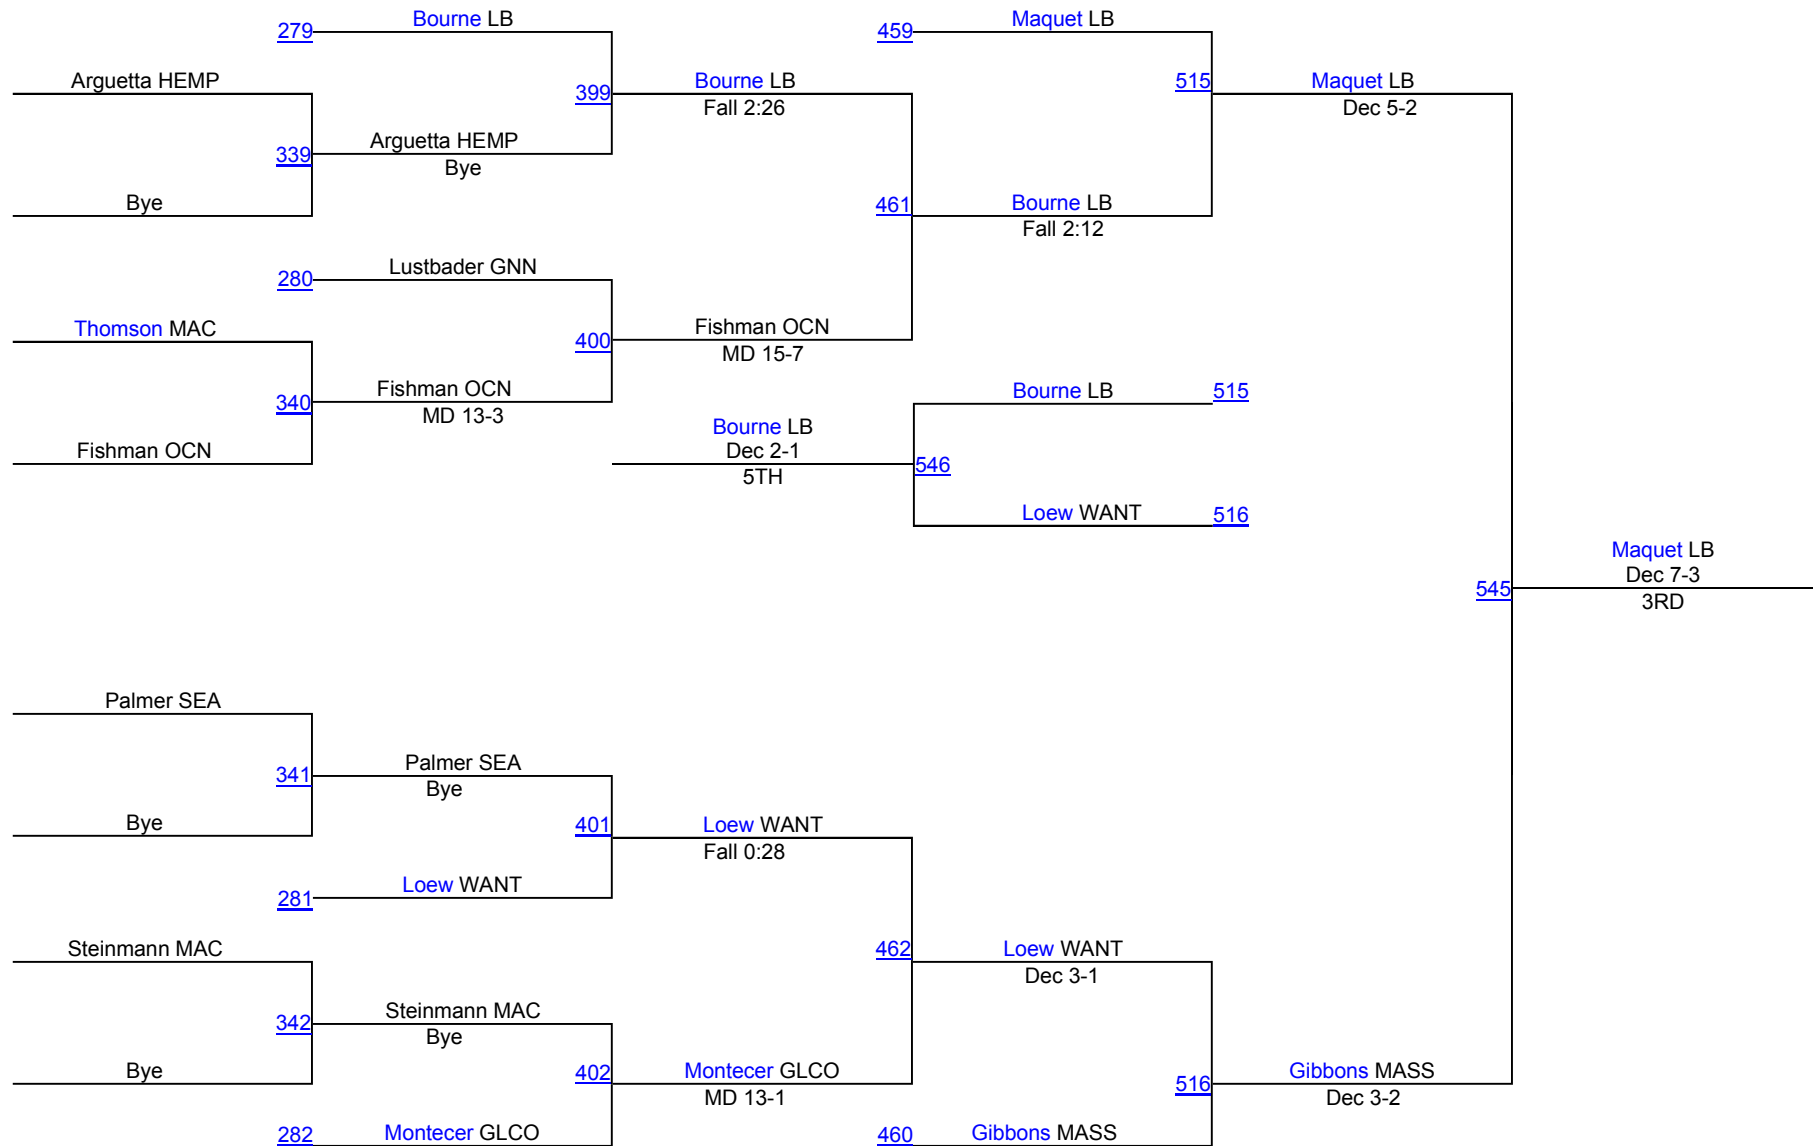 279 Bourne LB
459 Maquet LB
Arguetta HEMP
399 Bourne LB
Fall 2:26
515 Maquet LB
Dec 5-2
339 Arguetta HEMP
Bye
Bye
461 Bourne LB
Fall 2:12
280 Lustbader GNN
Thomson MAC
400 Fishman OCN
MD 15-7
340 Fishman OCN
MD 13-3
Bourne LB 515
Fishman OCN
Bourne LB
Dec 2-1
5TH
546
Loew WANT 516
545 Maquet LB
Dec 7-3
3RD
Palmer SEA
341 Palmer SEA
Bye
Bye
401 Loew WANT
Fall 0:28
281 Loew WANT
Steinmann MAC
462 Loew WANT
Dec 3-1
342 Steinmann MAC
Bye
Bye
402 Montecer GLCO
MD 13-1
516 Gibbons MASS
Dec 3-2
282 Montecer GLCO
460 Gibbons MASS